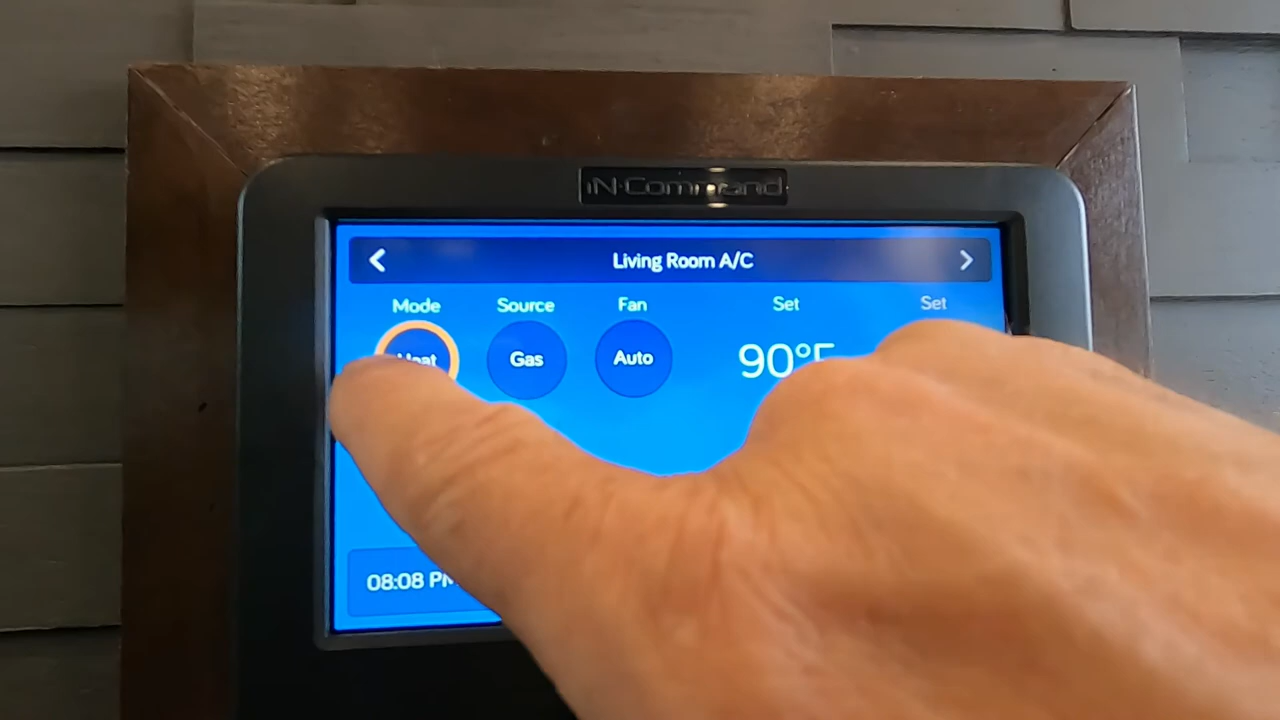 iN·Command
Living Room A/C
Mode Source Fan Set Set
Heat Gas Auto 90°F
08:08 PM